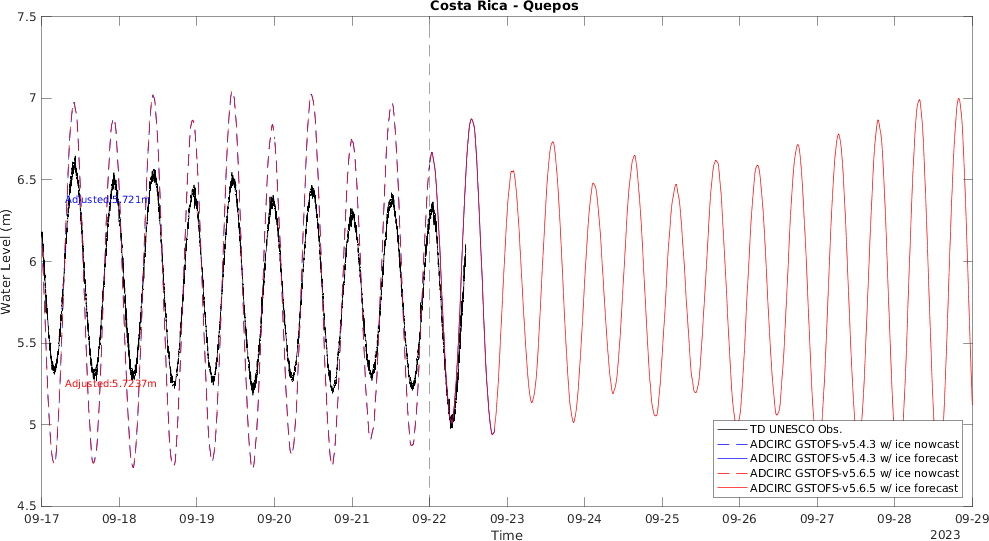 Costa Rica - Quepos
7.5
7
6.5
6
5.5
5
4.5
Water Level (m)
Adjusted:5.721m
Adjusted:5.7237m
TD UNESCO Obs.
ADCIRC GSTOFS-v5.4.3 w/ ice nowcast
ADCIRC GSTOFS-v5.4.3 w/ ice forecast
ADCIRC GSTOFS-v5.6.5 w/ ice nowcast
ADCIRC GSTOFS-v5.6.5 w/ ice forecast
09-17 09-18 09-19 09-20 09-21 09-22 09-23 09-24 09-25 09-26 09-27 09-28 09-29
Time
2023